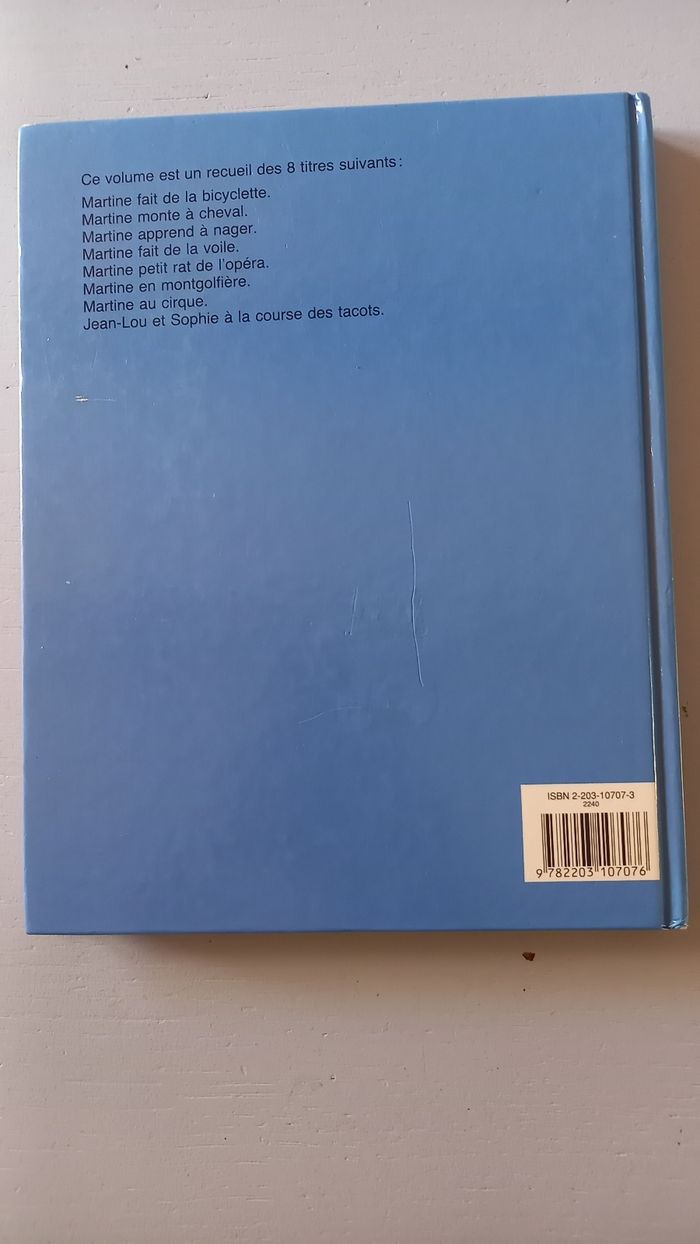 Ce volume est un recueil des 8 titres suivants :
Martine fait de la bicyclette.
Martine monte à cheval.
Martine apprend à nager.
Martine fait de la voile.
Martine petit rat de l'opéra.
Martine en montgolfière.
Martine au cirque.
Jean-Lou et Sophie à la course des tacots.
ISBN 2-203-10707-3
2240
9 782203 107076